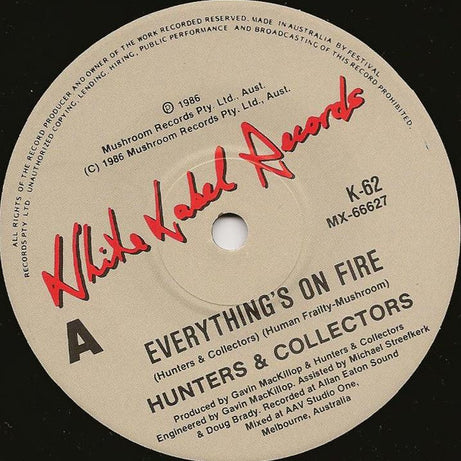 ALL RIGHTS OF THE RECORD PRODUCER AND OWNER OF THE WORK RECORDED RESERVED. MADE IN AUSTRALIA BY FESTIVAL
RECORDS PTY. LTD. UNAUTHORIZED COPYING, LENDING, HIRING, PUBLIC PERFORMANCE AND BROADCASTING OF THIS RECORD PROHIBITED.
℗ 1986
Mushroom Records Pty. Ltd., Aust.
(C) 1986 Mushroom Records Pty. Ltd., Aust.
White Label Records
K-62
MX-66627
A
EVERYTHING'S ON FIRE
(Hunters & Collectors) (Human Frailty-Mushroom)
HUNTERS & COLLECTORS
Produced by Gavin MacKillop & Hunters & Collectors
Engineered by Gavin MacKillop. Assisted by Michael Streefkerk
& Doug Brady. Recorded at Allan Eaton Sound
Mixed at AAV Studio One,
Melbourne, Australia